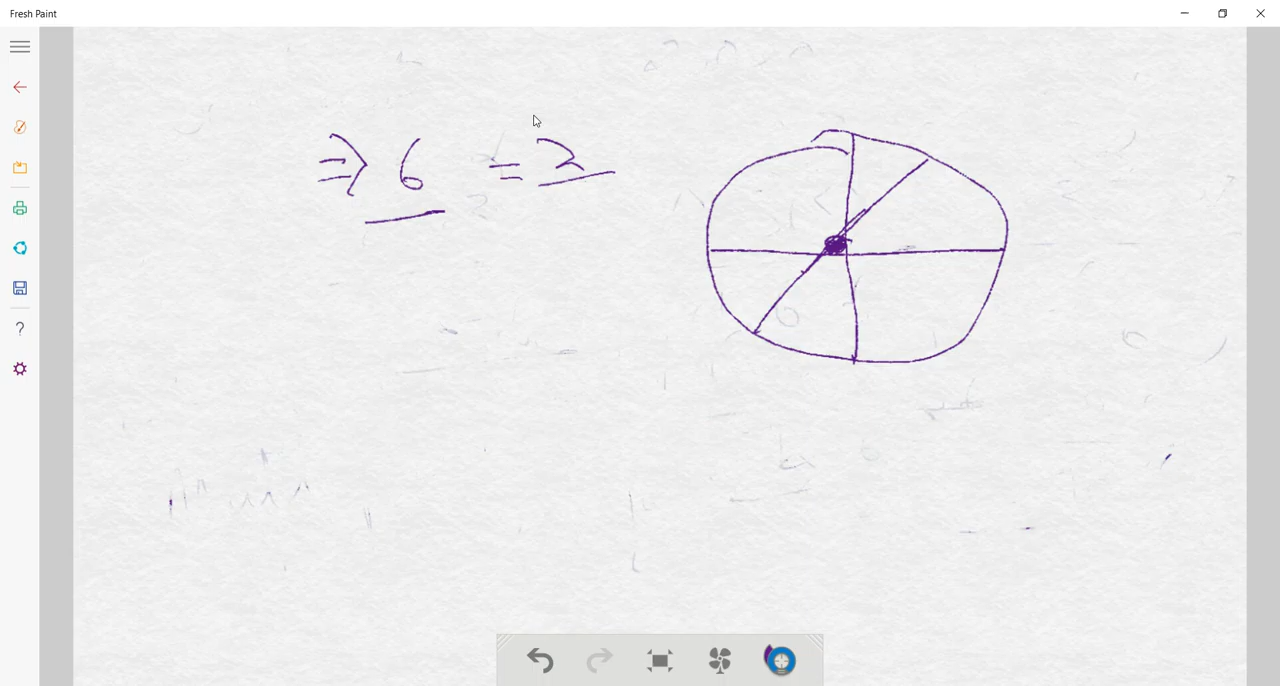 Fresh Paint
⇒ 6 = 3
?